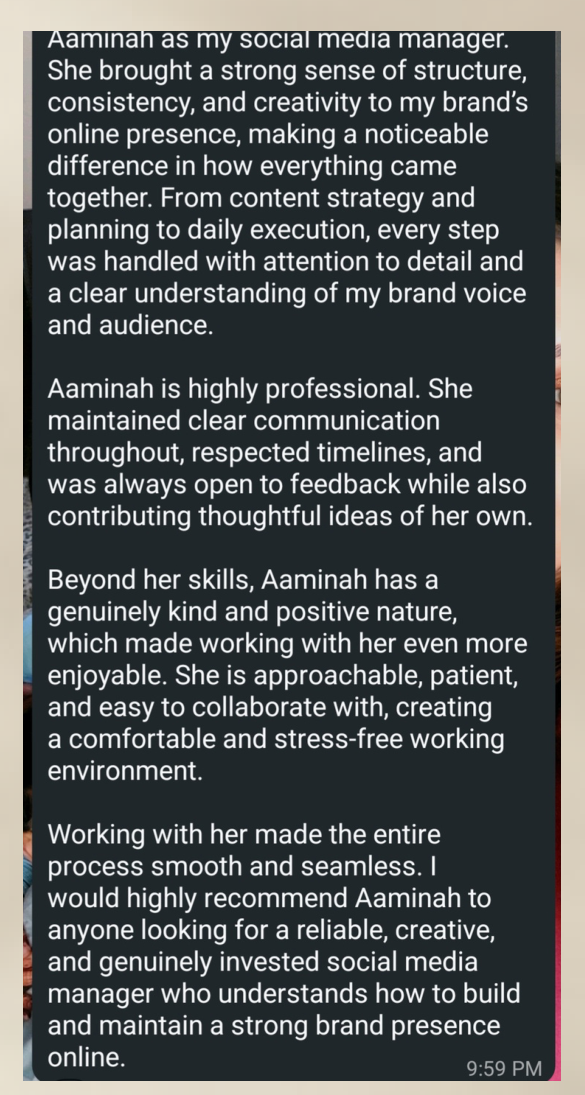 Aaminah as my social media manager.
She brought a strong sense of structure,
consistency, and creativity to my brand’s
online presence, making a noticeable
difference in how everything came
together. From content strategy and
planning to daily execution, every step
was handled with attention to detail and
a clear understanding of my brand voice
and audience.
Aaminah is highly professional. She
maintained clear communication
throughout, respected timelines, and
was always open to feedback while also
contributing thoughtful ideas of her own.
Beyond her skills, Aaminah has a
genuinely kind and positive nature,
which made working with her even more
enjoyable. She is approachable, patient,
and easy to collaborate with, creating
a comfortable and stress-free working
environment.
Working with her made the entire
process smooth and seamless. I
would highly recommend Aaminah to
anyone looking for a reliable, creative,
and genuinely invested social media
manager who understands how to build
and maintain a strong brand presence
online.
9:59 PM